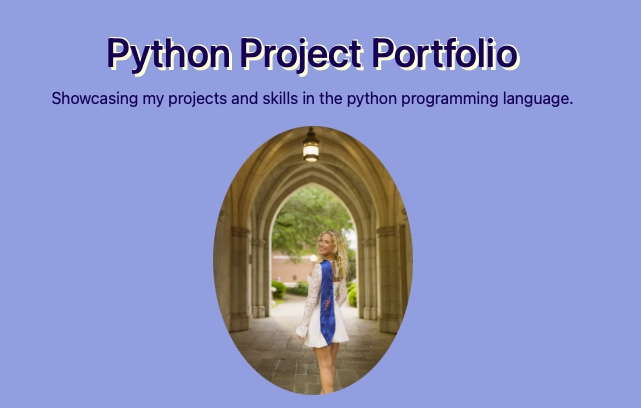 Python Project Portfolio
Showcasing my projects and skills in the python programming language.